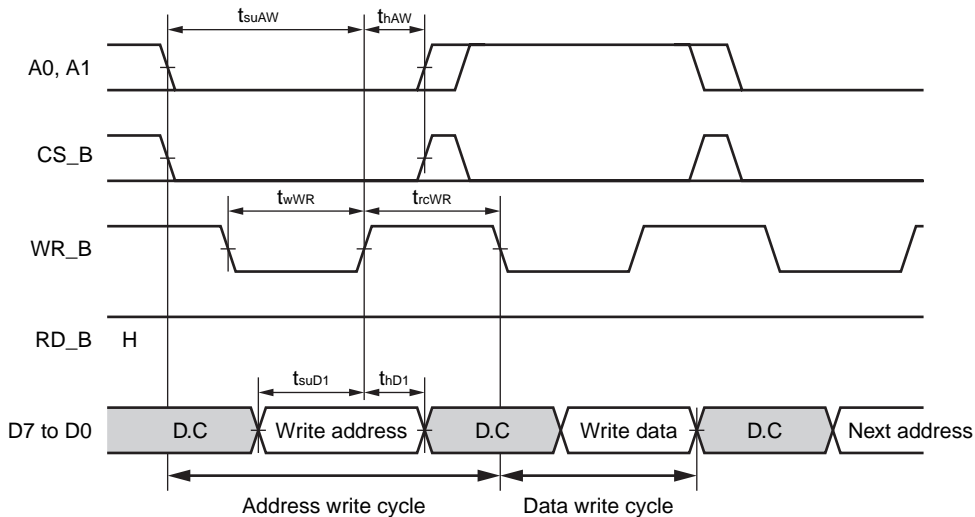 tsuAW
thAW
A0, A1
CS_B
twWR
trcWR
WR_B
RD_B H
tsuD1
thD1
D7 to D0 D.C Write address D.C Write data D.C Next address
Address write cycle Data write cycle